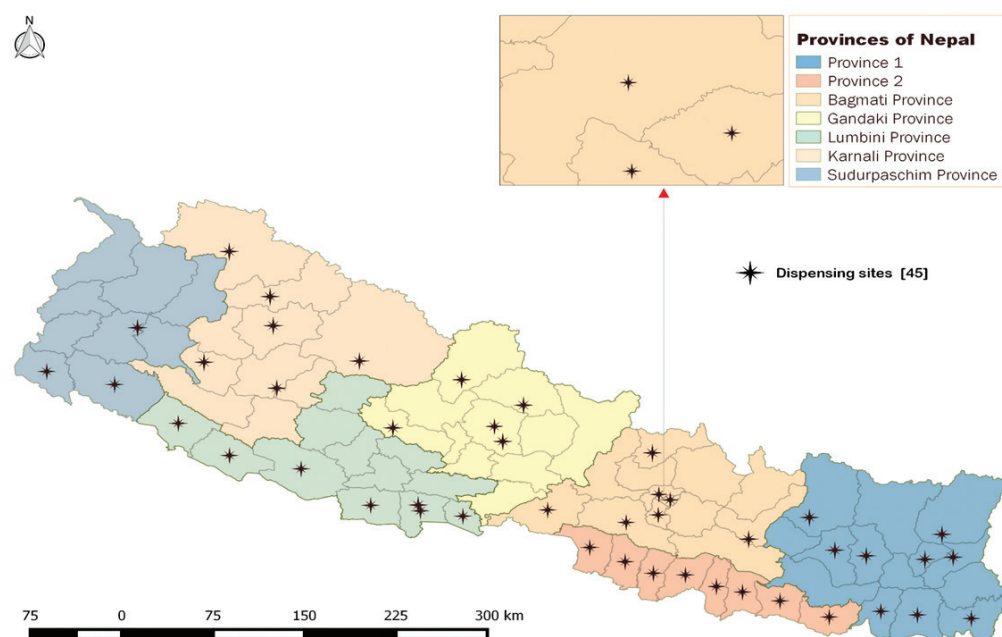 N
Provinces of Nepal
Province 1
Province 2
Bagmati Province
Gandaki Province
Lumbini Province
Karnali Province
Sudurpaschim Province
Dispensing sites [45]
75 0 75 150 225 300 km